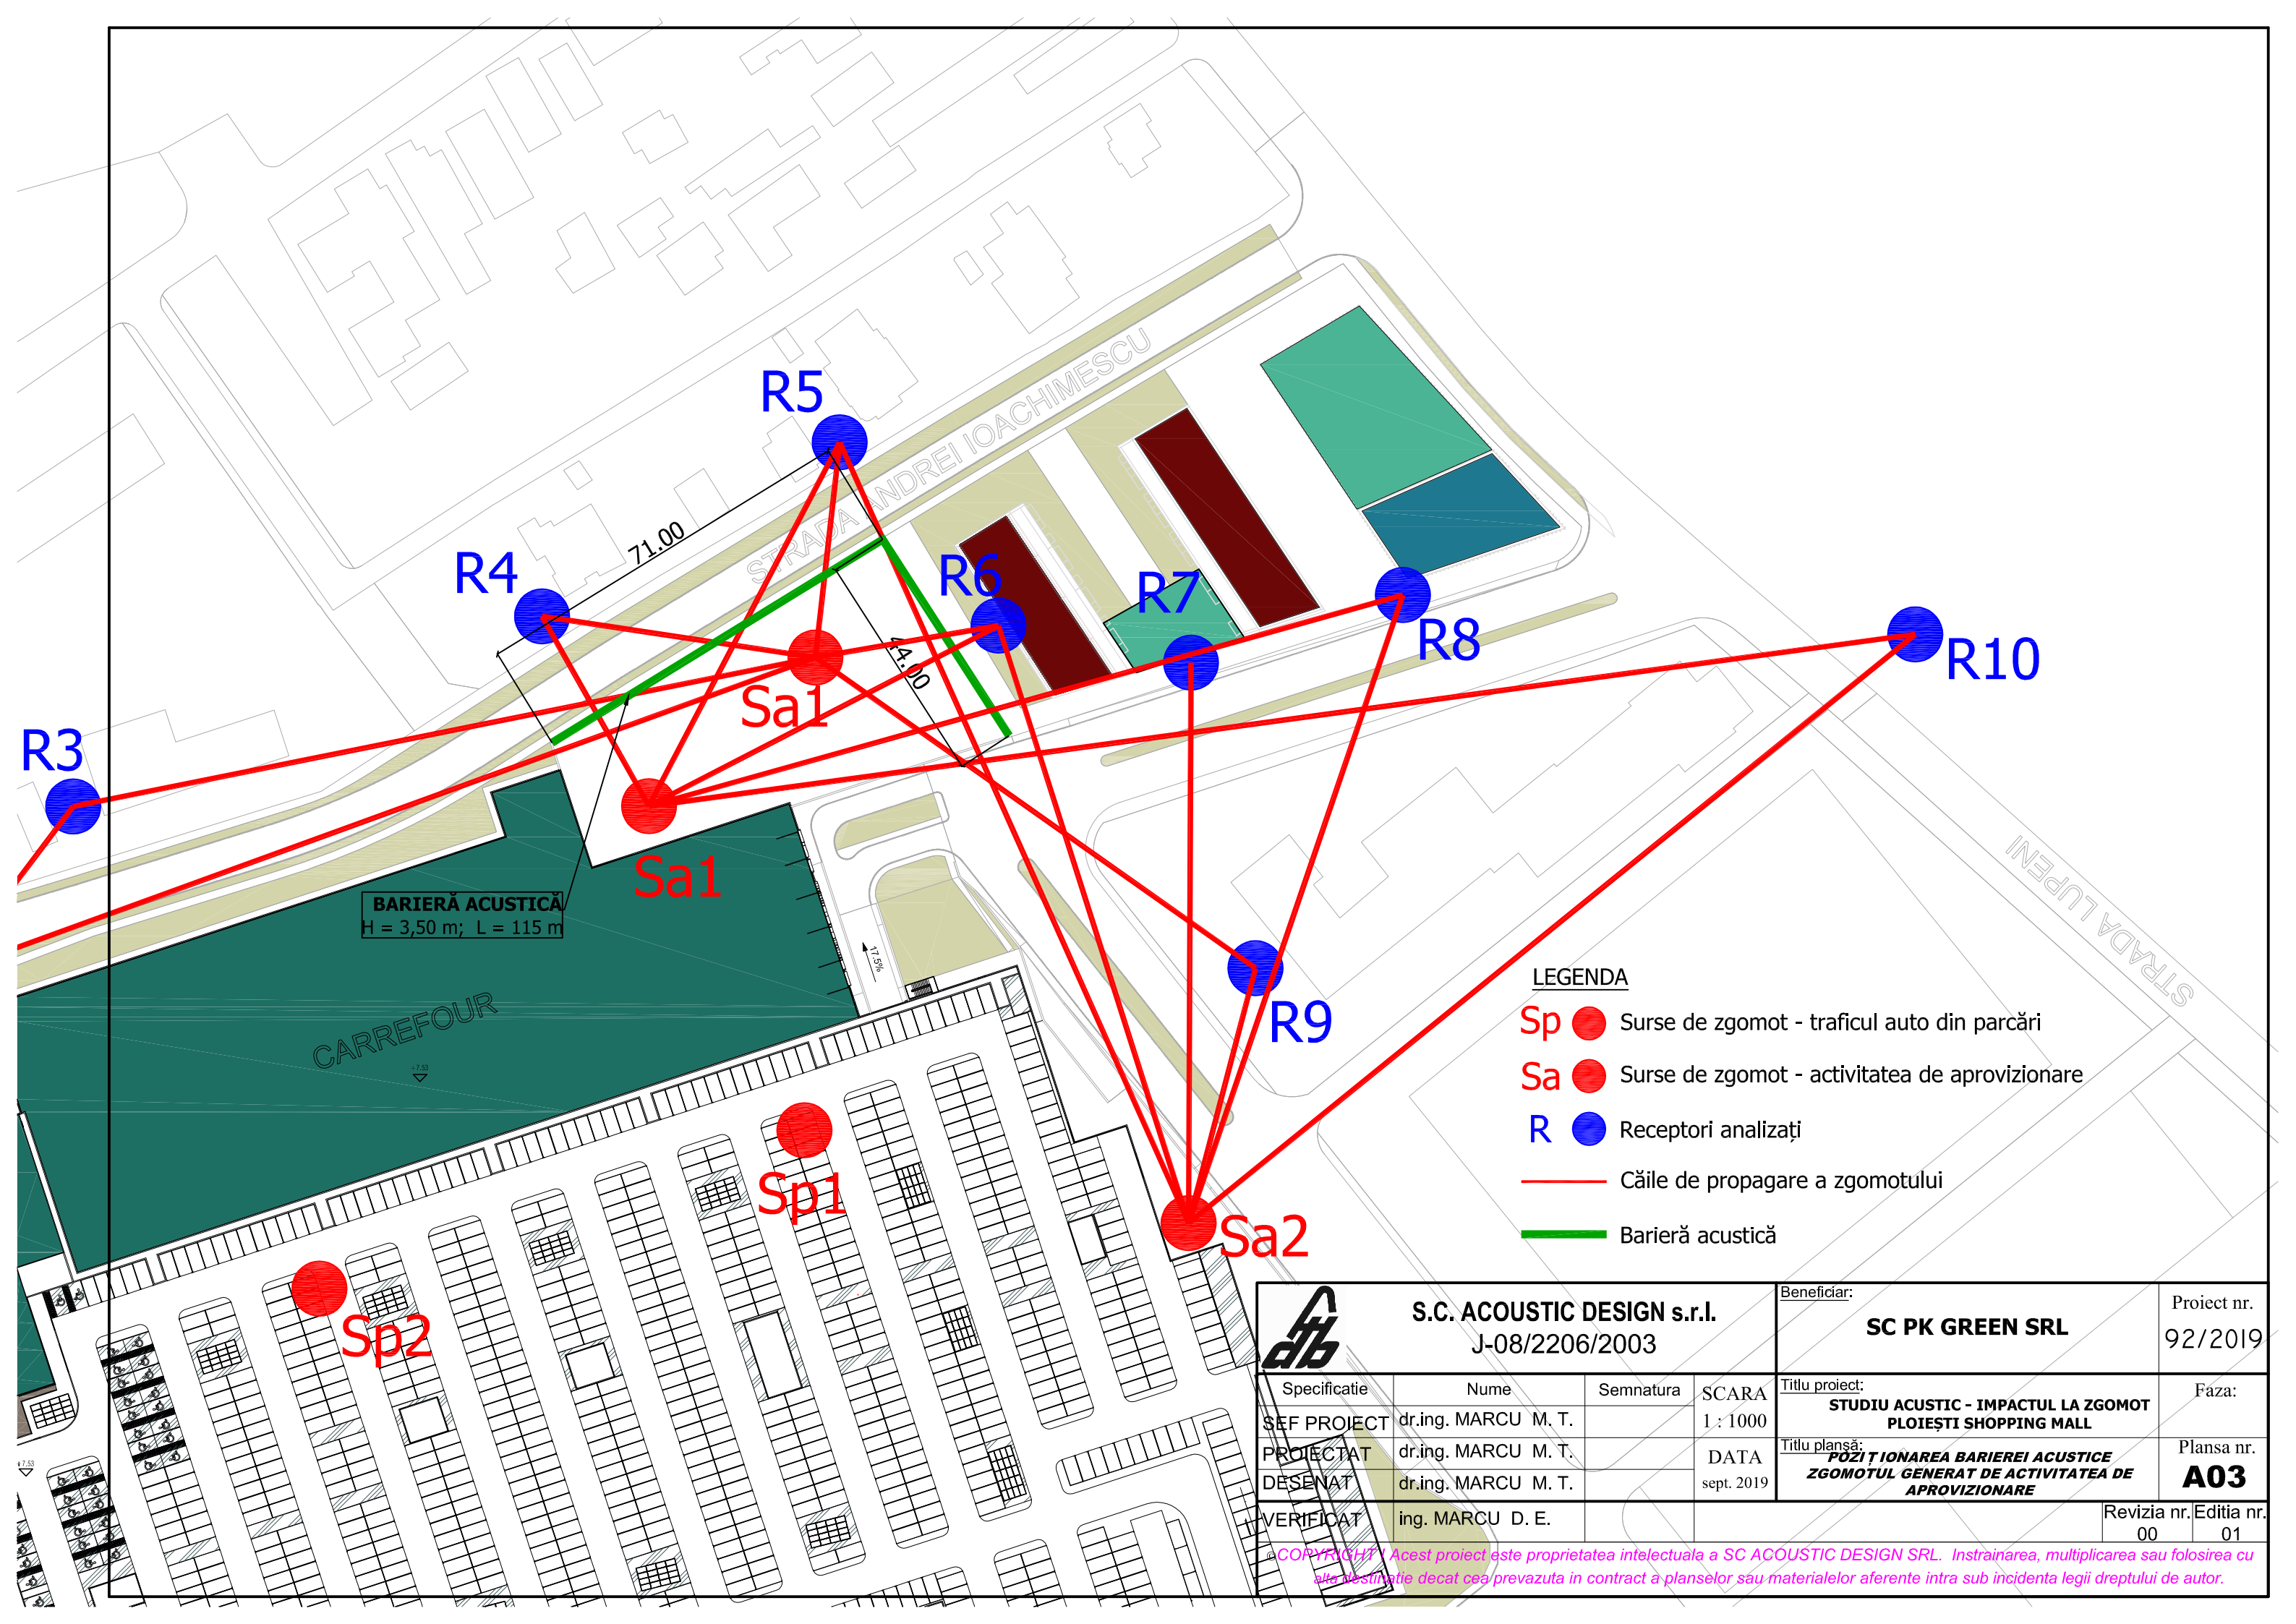 R5
STRADA ANDREI IOACHIMESCU
71.00
R4
R6
R7
R8
R10
44.00
Sa1
R3
Sa1
BARIERĂ ACUSTICĂ
H = 3,50 m; L = 115 m
17.5%
STRADA LUPENI
CARREFOUR
+7.53
R9
LEGENDA
Sp Surse de zgomot - traficul auto din parcări
Sa Surse de zgomot - activitatea de aprovizionare
R Receptori analizați
Căile de propagare a zgomotului
Barieră acustică
Sp1
Sa2
Sp2
7.53
db
S.C. ACOUSTIC DESIGN s.r.l.
J-08/2206/2003
Beneficiar:
SC PK GREEN SRL
Proiect nr.
92/2019
Specificatie Nume Semnatura SCARA
1 : 1000
SEF PROIECT dr.ing. MARCU M. T.
PROIECTAT dr.ing. MARCU M. T.
DESENAT dr.ing. MARCU M. T.
VERIFICAT ing. MARCU D. E.
DATA
sept. 2019
Titlu proiect:
STUDIU ACUSTIC - IMPACTUL LA ZGOMOT
PLOIEȘTI SHOPPING MALL
Faza:
Titlu planșă:
POZIȚIONAREA BARIEREI ACUSTICE
ZGOMOTUL GENERAT DE ACTIVITATEA DE
APROVIZIONARE
Plansa nr.
A03
Revizia nr. Editia nr.
00 01
©COPYRIGHT ! Acest proiect este proprietatea intelectuala a SC ACOUSTIC DESIGN SRL. Instrainarea, multiplicarea sau folosirea cu
alta destinatie decat cea prevazuta in contract a planselor sau materialelor aferente intra sub incidenta legii dreptului de autor.